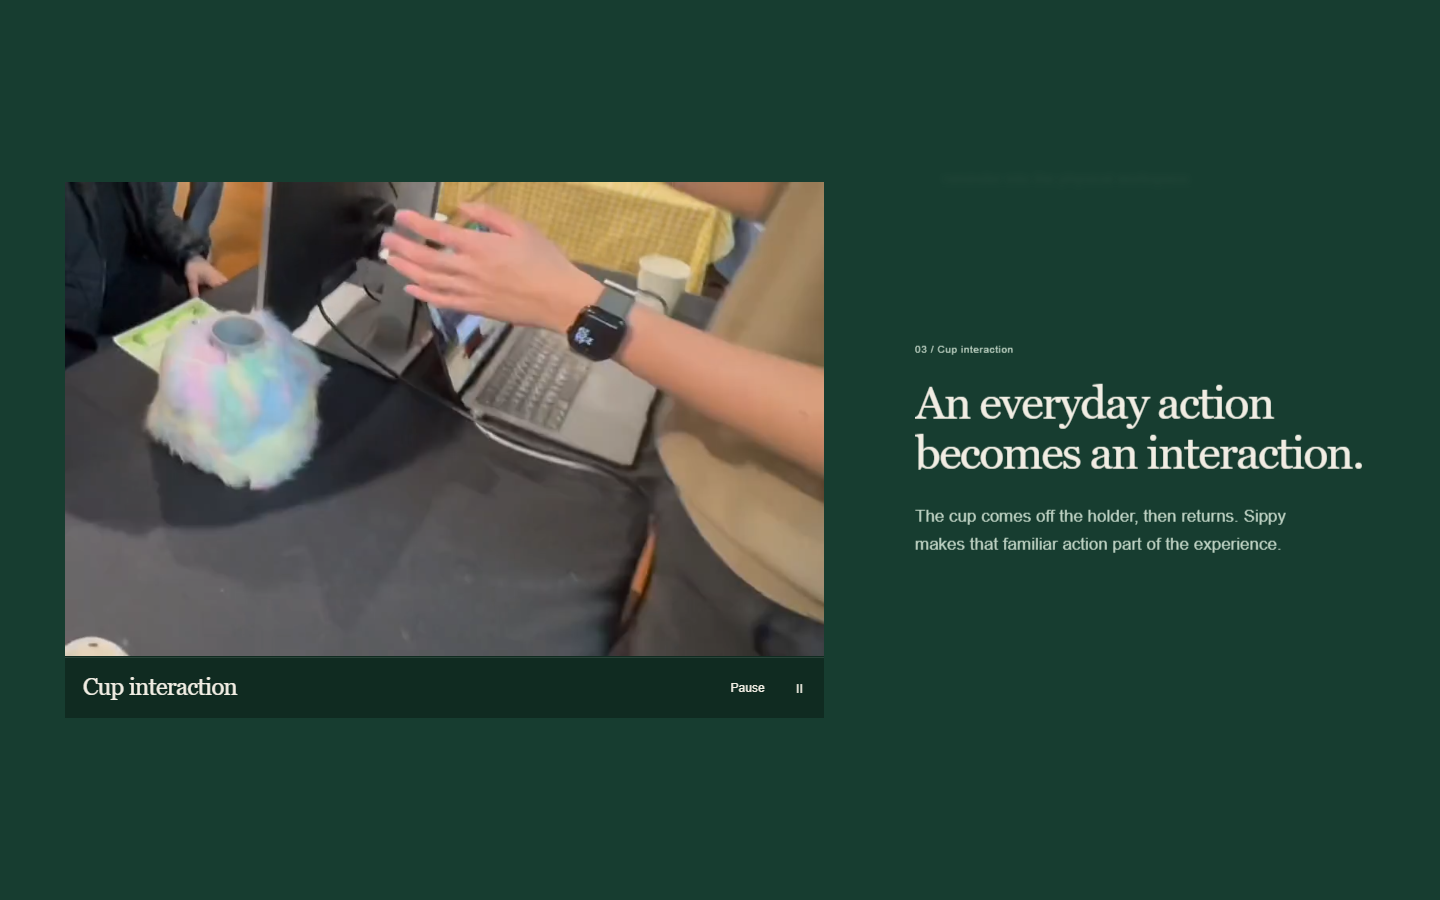 03 / Cup interaction
An everyday action
becomes an interaction.
The cup comes off the holder, then returns. Sippy
makes that familiar action part of the experience.
Cup interaction
Pause